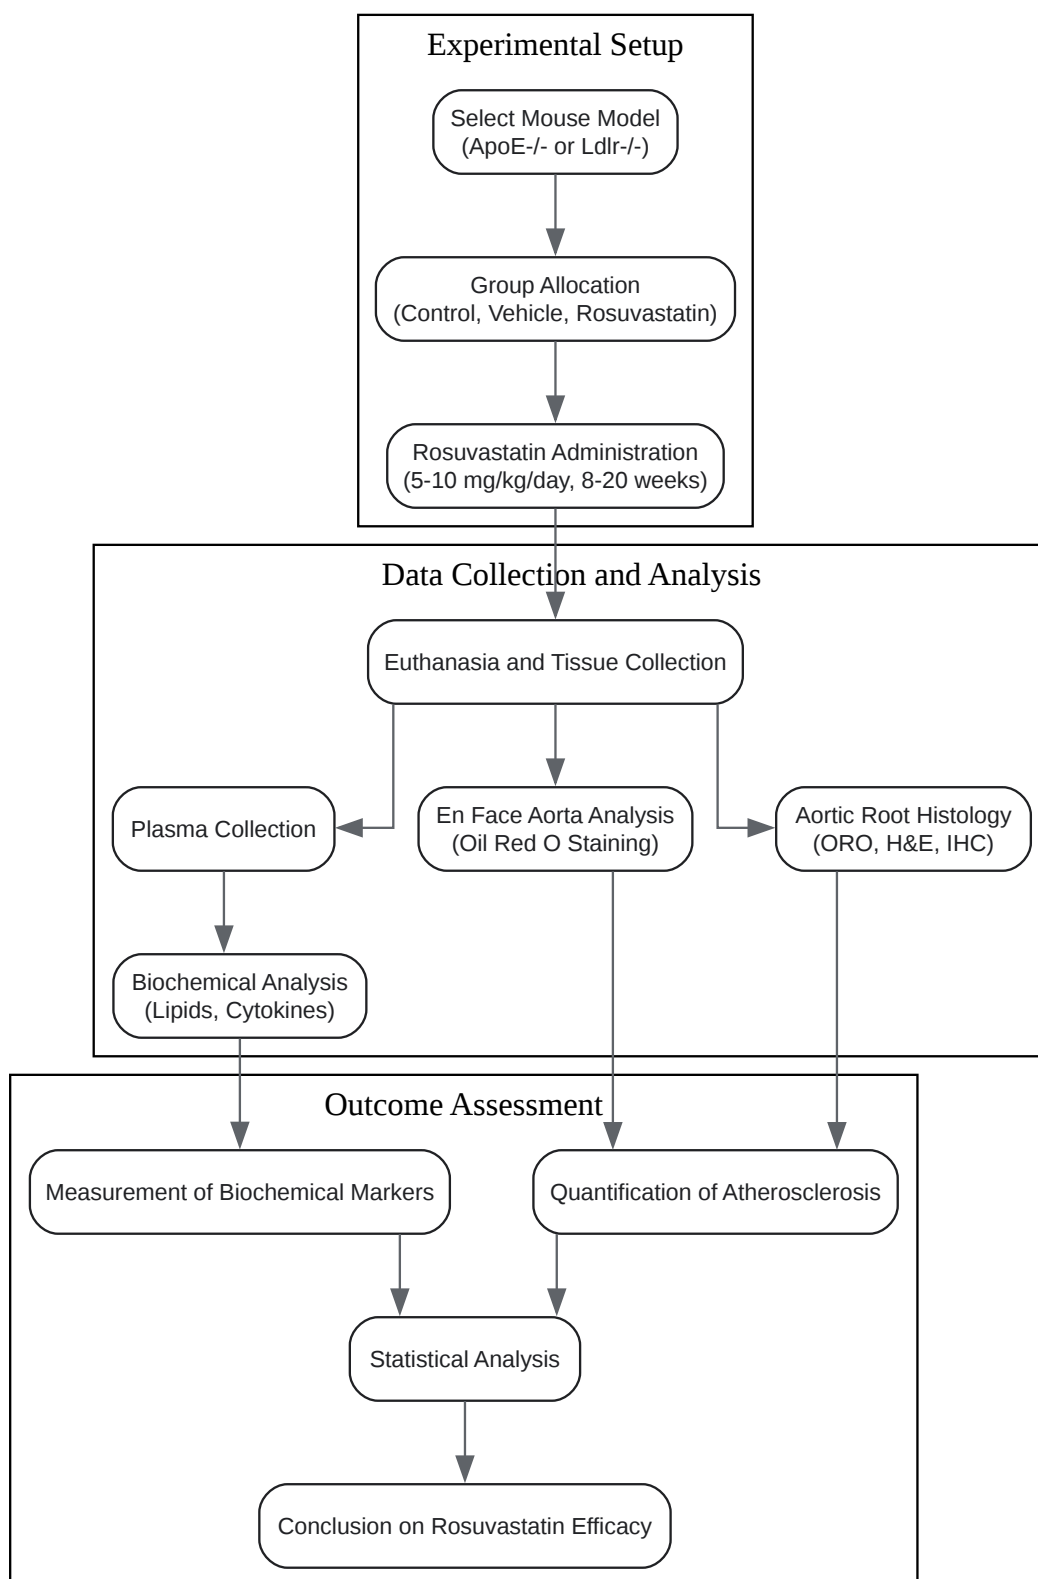 Experimental Setup
Select Mouse Model
(ApoE-/- or Ldlr-/-)
Group Allocation
(Control, Vehicle, Rosuvastatin)
Rosuvastatin Administration
(5-10 mg/kg/day, 8-20 weeks)
Data Collection and Analysis
Euthanasia and Tissue Collection
Plasma Collection
En Face Aorta Analysis
(Oil Red O Staining)
Aortic Root Histology
(ORO, H&E, IHC)
Biochemical Analysis
(Lipids, Cytokines)
Outcome Assessment
Measurement of Biochemical Markers
Quantification of Atherosclerosis
Statistical Analysis
Conclusion on Rosuvastatin Efficacy